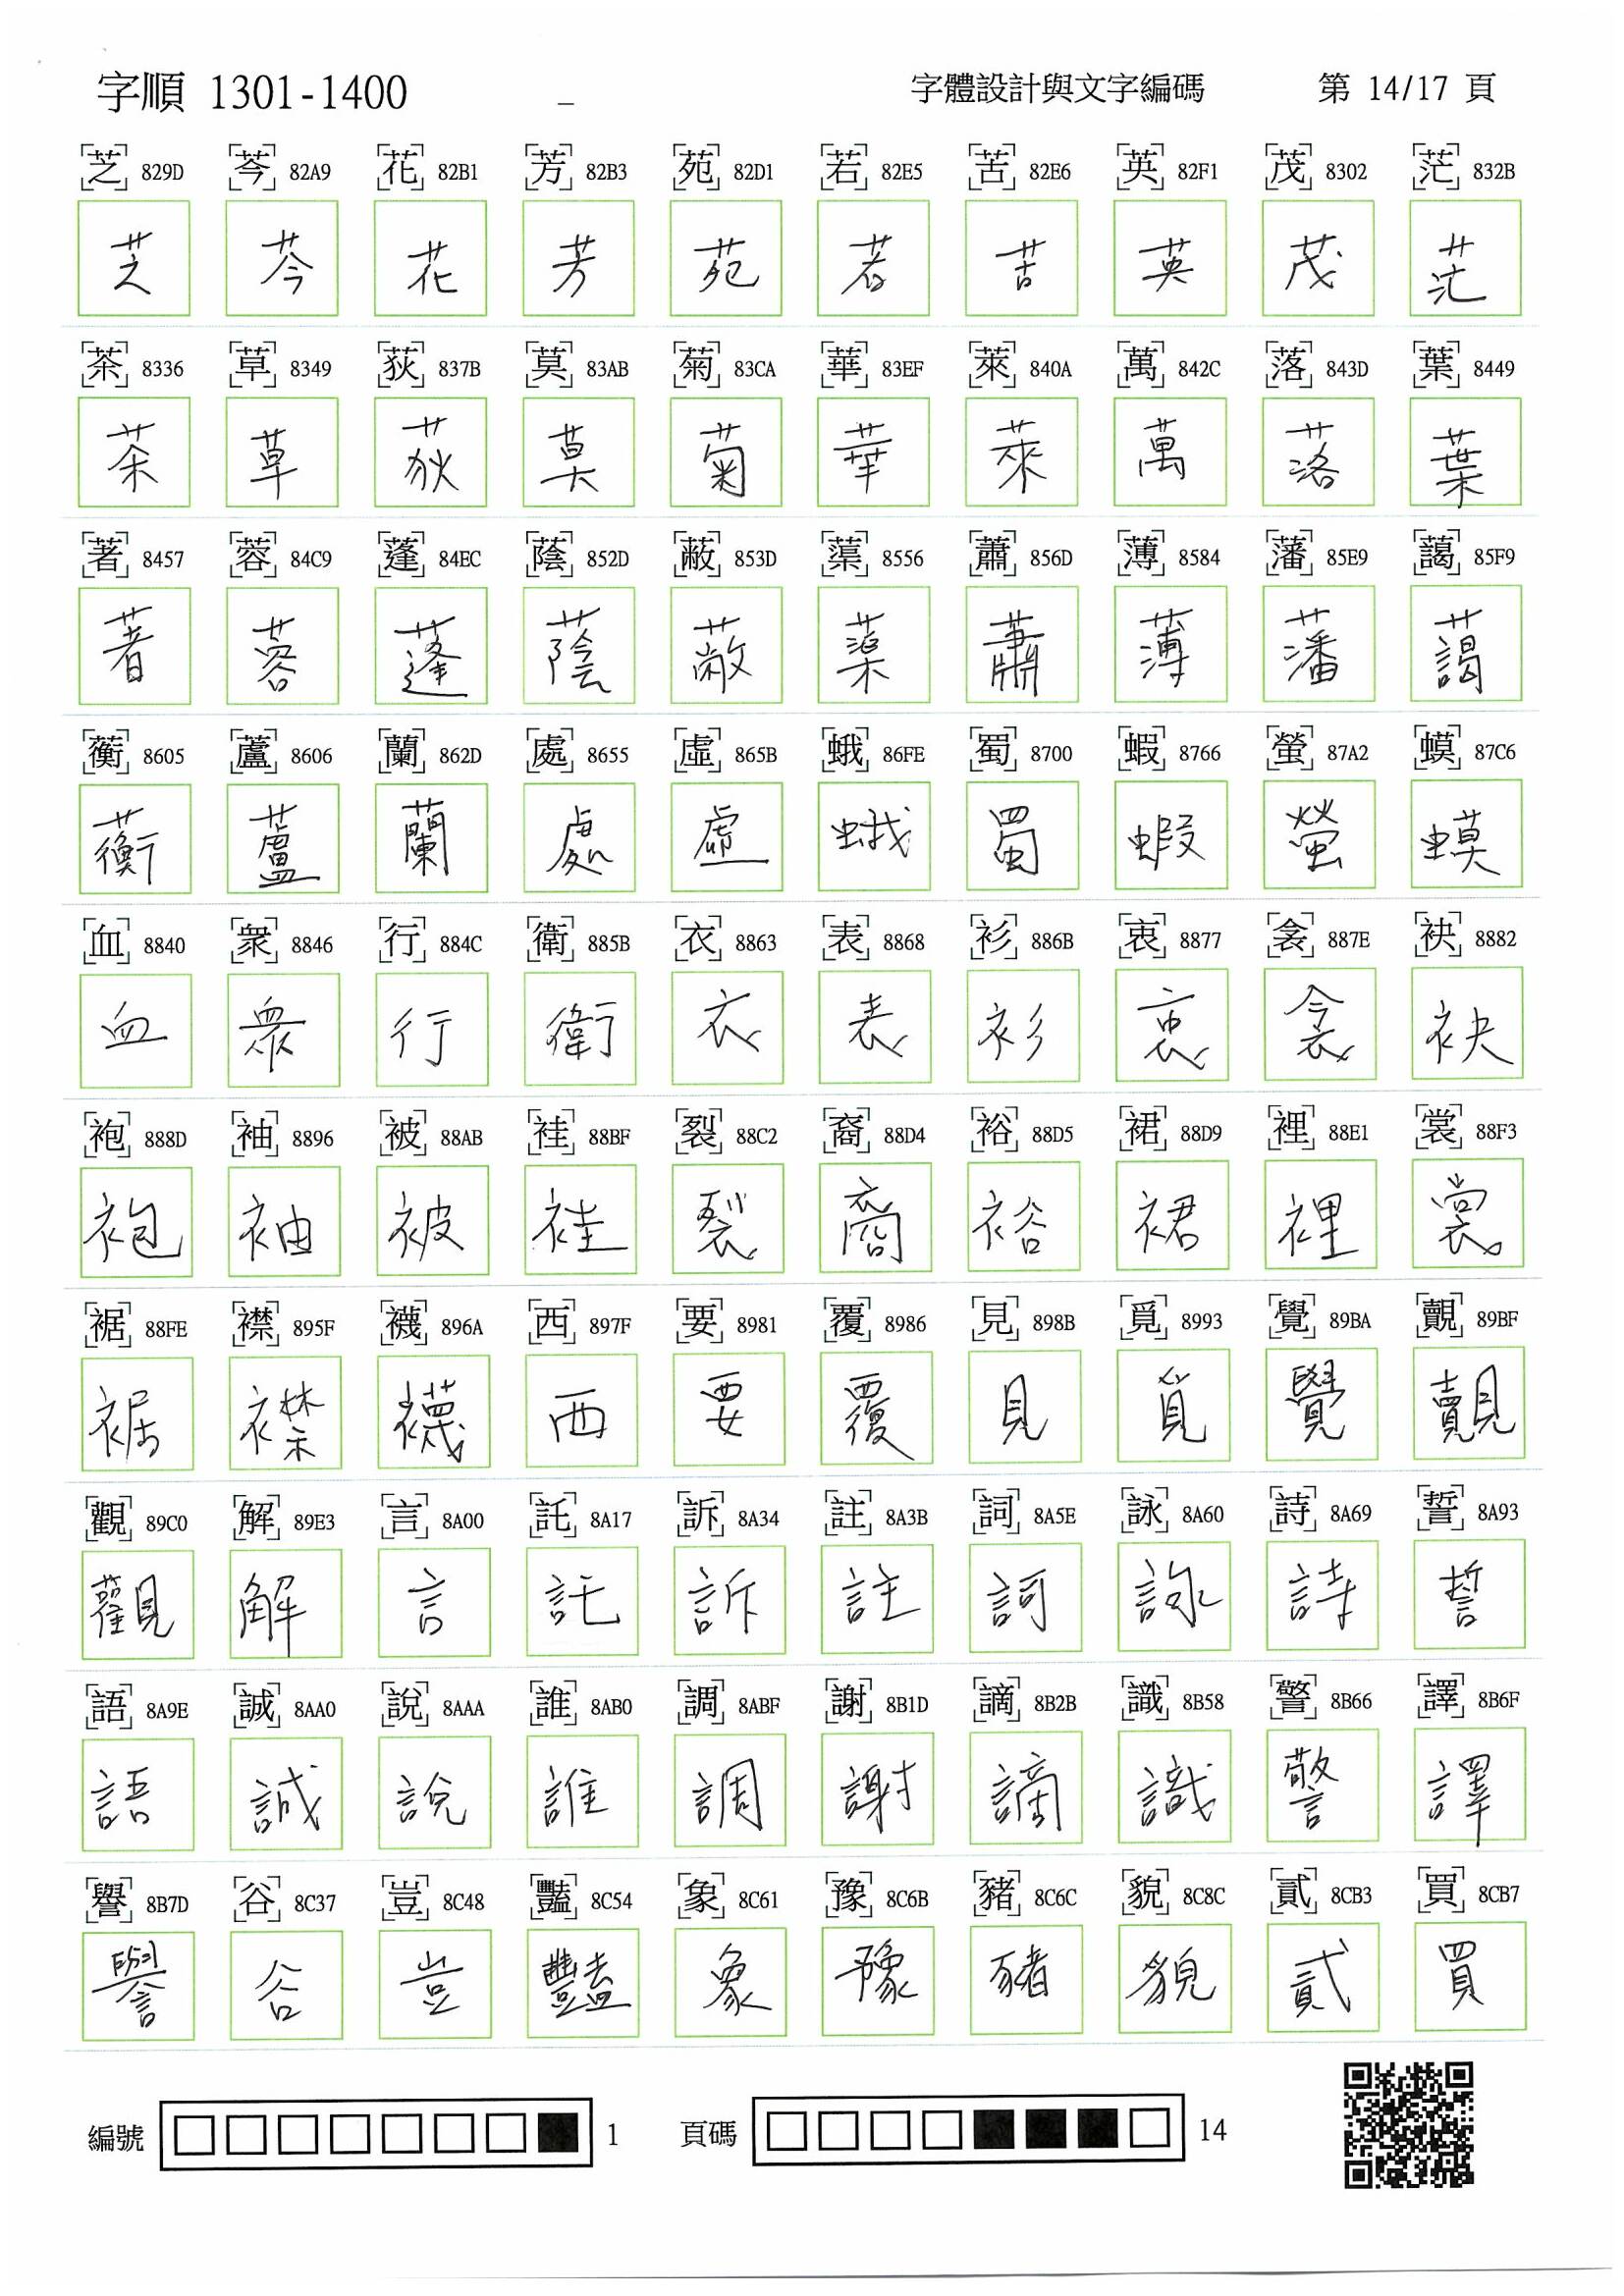 字順 1301-1400 _ 字體設計與文字編碼 第 14/17 頁
芝 829D 芩 82A9 花 82B1 芳 82B3 苑 82D1 若 82E5 苦 82E6 英 82F1 茂 8302 茫 832B
芝 芩 花 芳 苑 若 苦 英 茂 茫
茶 8336 草 8349 荻 837B 莫 83AB 菊 83CA 華 83EF 萊 840A 萬 842C 落 843D 葉 8449
茶 草 荻 莫 菊 華 萊 萬 落 葉
著 8457 蓉 84C9 蓬 84EC 蔭 852D 蔽 853D 蕖 8556 蕭 856D 薄 8584 藩 85E9 藹 85F9
著 蓉 蓬 蔭 蔽 蕖 蕭 薄 藩 藹
蘅 8605 蘆 8606 蘭 862D 處 8655 虛 865B 蛾 86FE 蜀 8700 蝦 8766 螢 87A2 蟆 87C6
蘅 蘆 蘭 處 虛 蛾 蜀 蝦 螢 蟆
血 8840 衆 8846 行 884C 衛 885B 衣 8863 表 8868 衫 886B 衷 8877 衾 887E 袂 8882
血 衆 行 衛 衣 表 衫 衷 衾 袂
袍 888D 袖 8896 被 88AB 袿 88BF 裂 88C2 裔 88D4 裕 88D5 裙 88D9 裡 88E1 裳 88F3
袍 袖 被 袿 裂 裔 裕 裙 裡 裳
裾 88FE 襟 895F 襪 896A 西 897F 要 8981 覆 8986 見 898B 覓 8993 覺 89BA 覿 89BF
裾 襟 襪 西 要 覆 見 覓 覺 覿
觀 89C0 解 89E3 言 8A00 託 8A17 訴 8A34 註 8A3B 詞 8A5E 詠 8A60 詩 8A69 誓 8A93
觀 解 言 託 訴 註 詞 詠 詩 誓
語 8A9E 誠 8AA0 說 8AAA 誰 8AB0 調 8ABF 謝 8B1D 謫 8B2B 識 8B58 警 8B66 譯 8B6F
語 誠 說 誰 調 謝 謫 識 警 譯
譽 8B7D 谷 8C37 豈 8C48 豔 8C54 象 8C61 豫 8C6B 豬 8C6C 貌 8C8C 貳 8CB3 買 8CB7
譽 谷 豈 豔 象 豫 豬 貌 貳 買
編號 1 頁碼 14